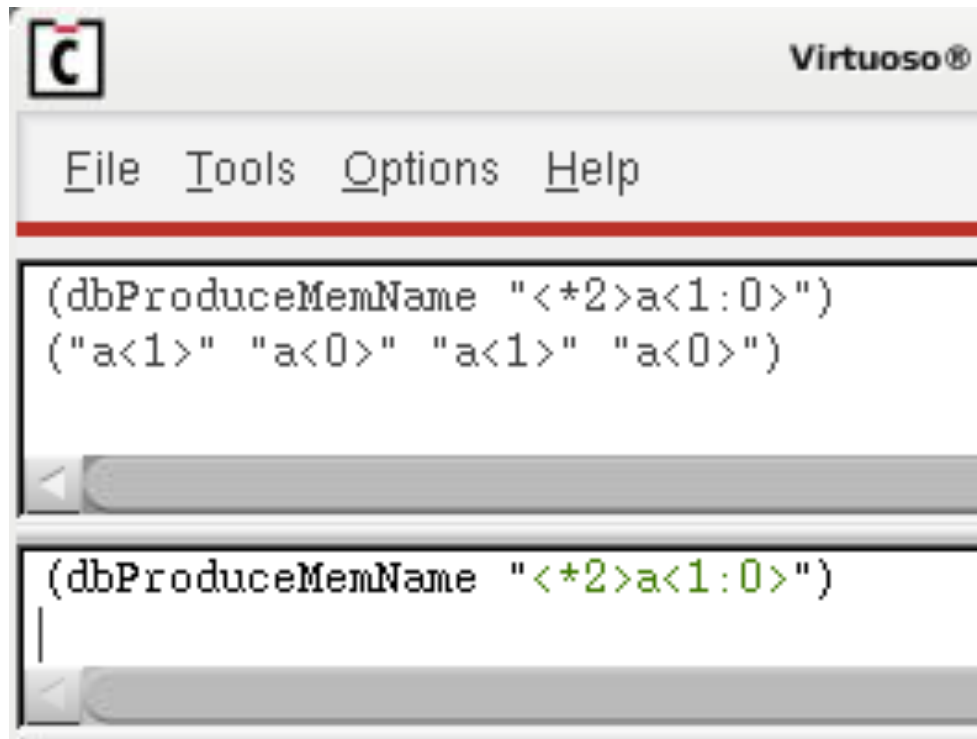 Virtuoso®
File Tools Options Help
(dbProduceMemName "<*2>a<1:0>")
("a<1>" "a<0>" "a<1>" "a<0>")
(dbProduceMemName "<*2>a<1:0>")